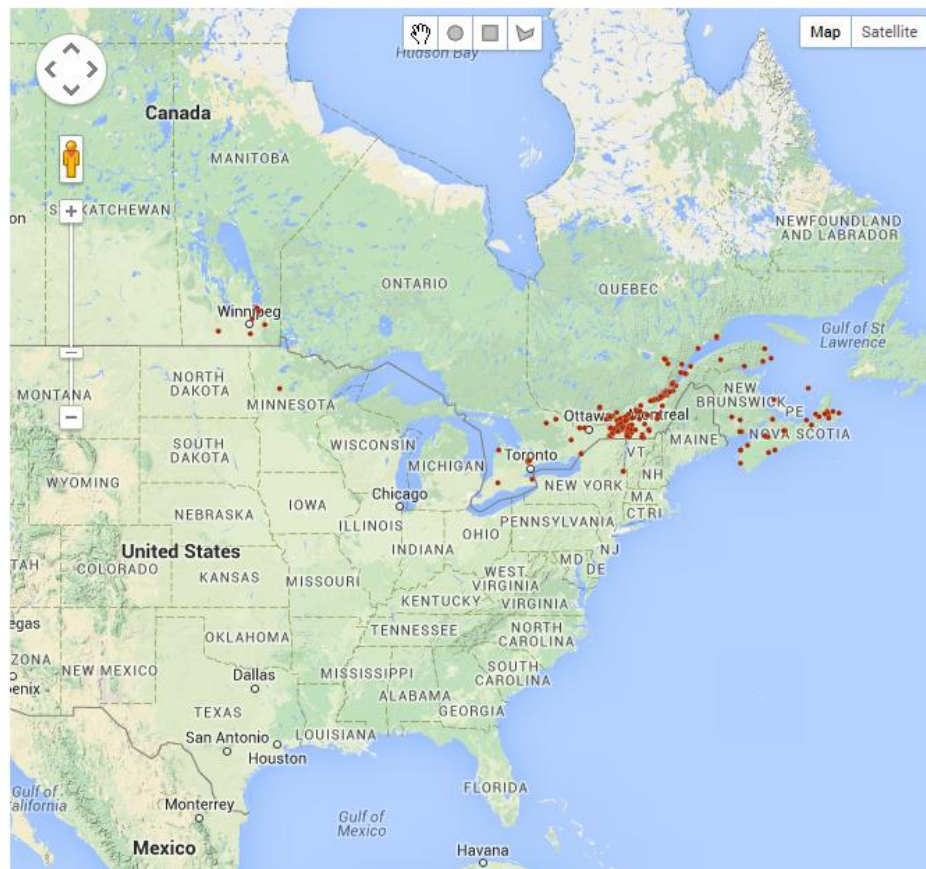 Hudson Bay
Map
Satellite
Canada
MANITOBA
SASKATCHEWAN
NEWFOUNDLAND
AND LABRADOR
ONTARIO
QUEBEC
Winnipeg
Gulf of St
Lawrence
MONTANA
NORTH
DAKOTA
MINNESOTA
NEW
BRUNSWICK
PE
Ottawa
Montreal
NOVA SCOTIA
MAINE
WISCONSIN
SOUTH
DAKOTA
VT
MICHIGAN
Toronto
NH
WYOMING
NEW YORK
MA
Chicago
IOWA
NEBRASKA
CT
RI
PENNSYLVANIA
ILLINOIS
OHIO
NJ
INDIANA
United States
MD
DE
COLORADO
WEST
VIRGINIA
KANSAS
MISSOURI
KENTUCKY
VIRGINIA
TENNESSEE
NORTH
CAROLINA
OKLAHOMA
NEW MEXICO
MISSISSIPPI
SOUTH
CAROLINA
Dallas
ALABAMA
GEORGIA
TEXAS
LOUISIANA
San Antonio
Houston
FLORIDA
Gulf of
California
Monterrey
Gulf of
Mexico
Mexico
Havana